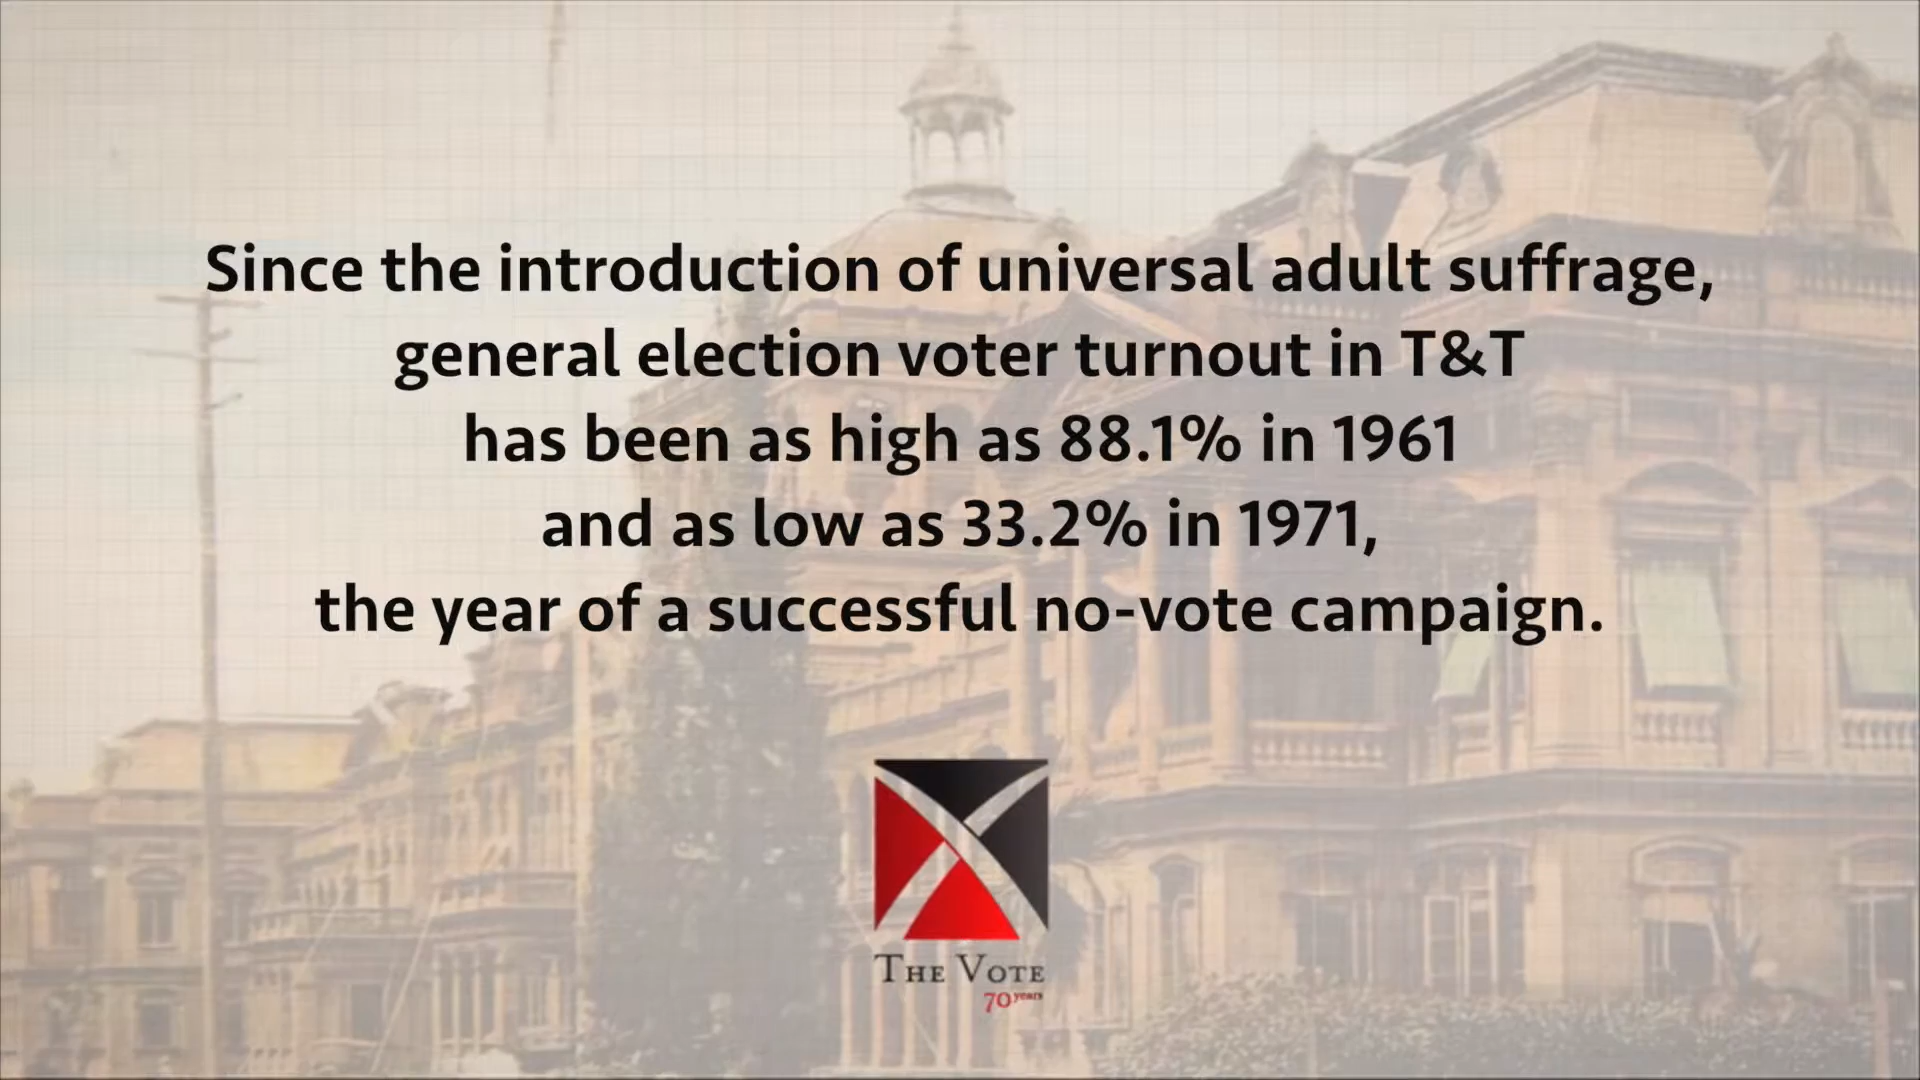 Since the introduction of universal adult suffrage,
general election voter turnout in T&T
has been as high as 88.1% in 1961
and as low as 33.2% in 1971,
the year of a successful no-vote campaign.
THE VOTE
70 years